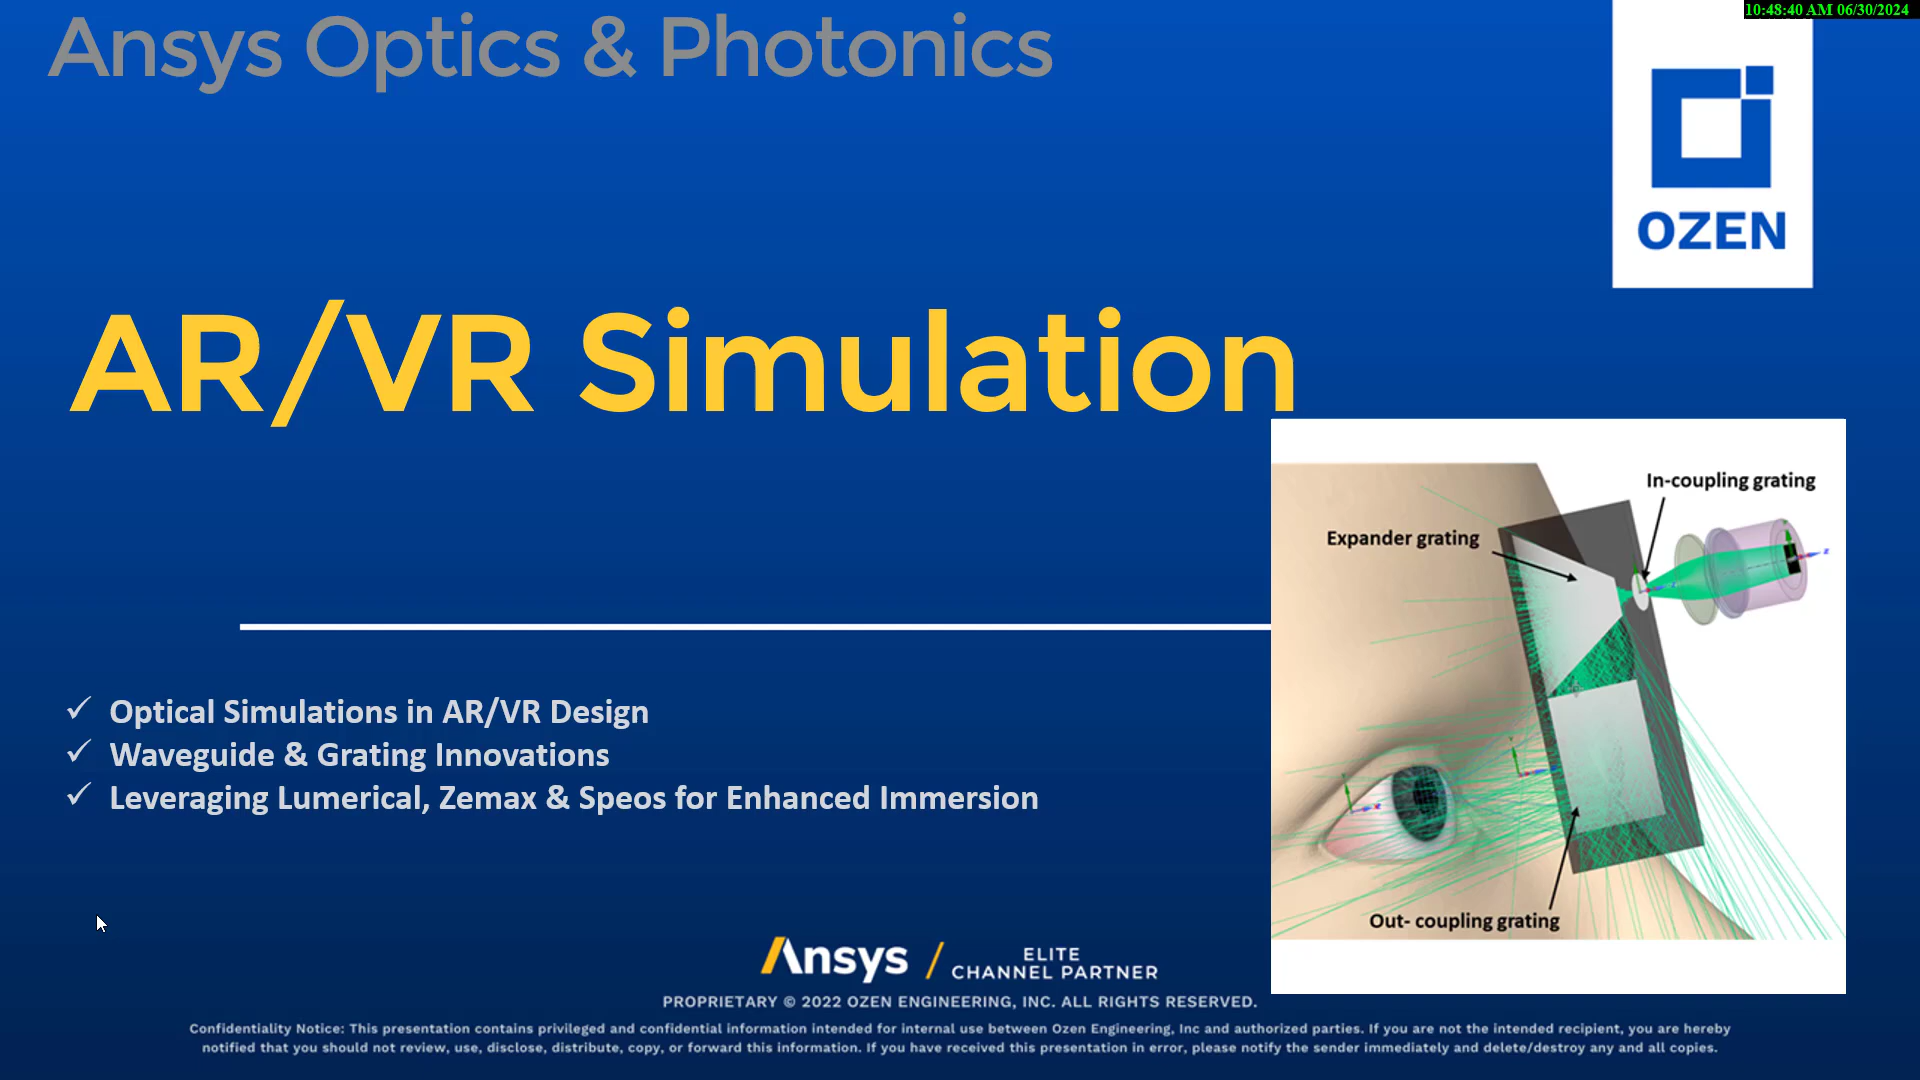 10:48:40 AM 06/30/2024
Ansys Optics & Photonics
OZEN
AR/VR Simulation
In-coupling grating
Expander grating
Out- coupling grating
✓ Optical Simulations in AR/VR Design
✓ Waveguide & Grating Innovations
✓ Leveraging Lumerical, Zemax & Speos for Enhanced Immersion
Ansys / ELITE
CHANNEL PARTNER
PROPRIETARY © 2022 OZEN ENGINEERING, INC. ALL RIGHTS RESERVED.
Confidentiality Notice: This presentation contains privileged and confidential information intended for internal use between Ozen Engineering, Inc and authorized parties. If you are not the intended recipient, you are hereby
notified that you should not review, use, disclose, distribute, copy, or forward this information. If you have received this presentation in error, please notify the sender immediately and delete/destroy any and all copies.